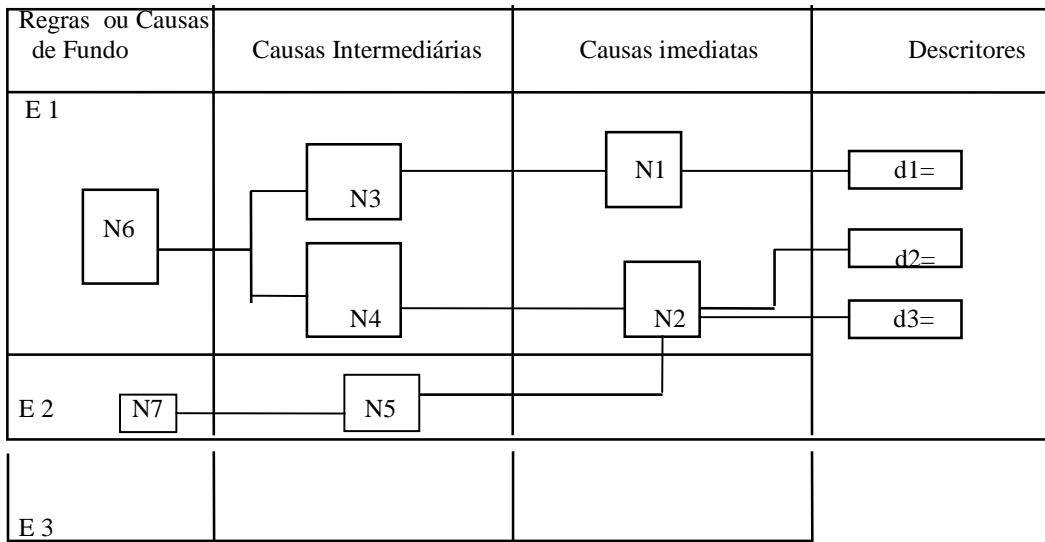 Regras ou Causas
de Fundo
Causas Intermediárias
Causas imediatas
Descritores
E 1
N6
N3
N4
N1
N2
d1=
d2=
d3=
E 2
N7
N5
E 3